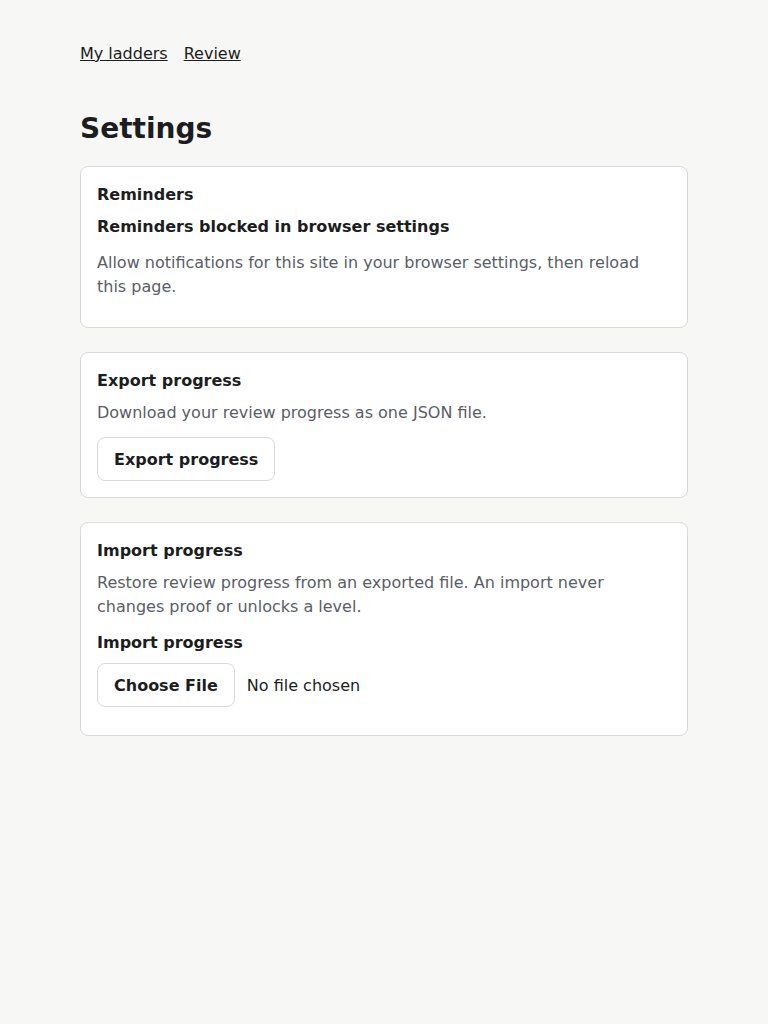 My ladders Review
Settings
Reminders
Reminders blocked in browser settings
Allow notifications for this site in your browser settings, then reload
this page.
Export progress
Download your review progress as one JSON file.
Export progress
Import progress
Restore review progress from an exported file. An import never
changes proof or unlocks a level.
Import progress
Choose File No file chosen